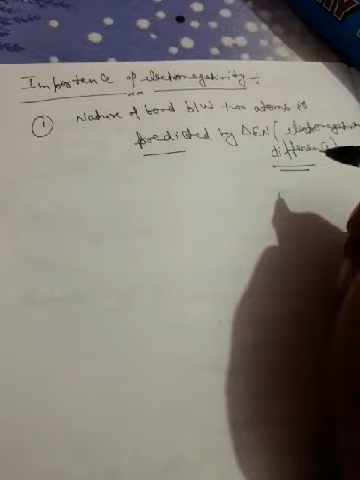 Importance of electronegativity :-
① Nature of bond b/w two atoms is
predicted by ΔEN (electronegativity
difference)